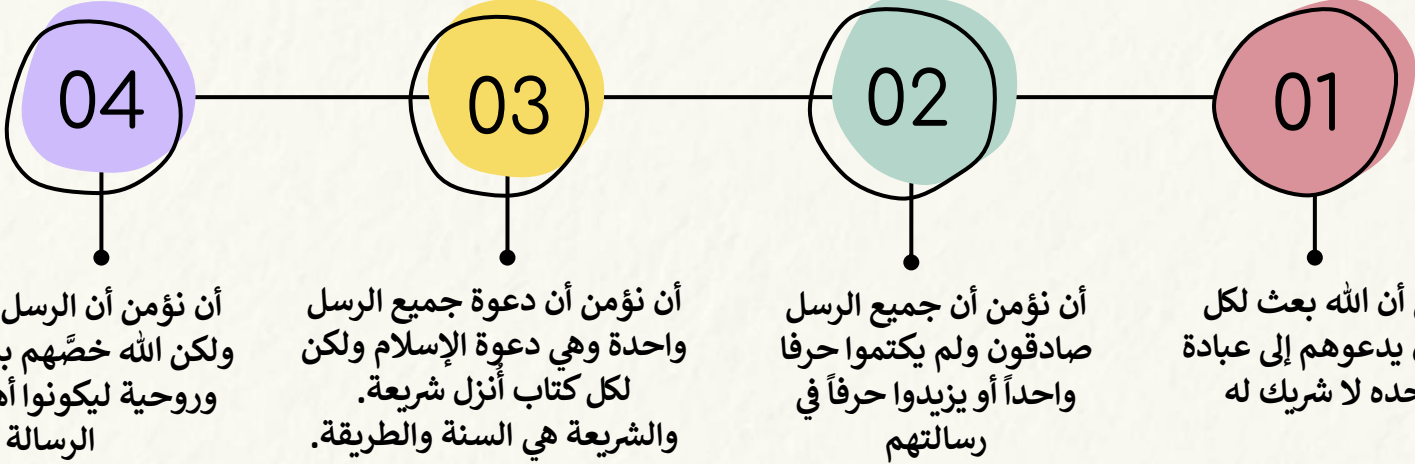 01
أن الله بعث لكل
يدعوهم إلى عبادة
لا شريك له
02
أن نؤمن أن جميع الرسل
صادقون ولم يكتموا حرفا
واحداً أو يزيدوا حرفاً في
رسالتهم
03
أن نؤمن أن دعوة جميع الرسل
واحدة وهي دعوة الإسلام ولكن
لكل كتاب أُنزل شريعة.
والشريعة هي السنة والطريقة.
04
أن نؤمن أن الرسل
ولكن الله خصَّهم
وروحية ليكونوا
الرسالة